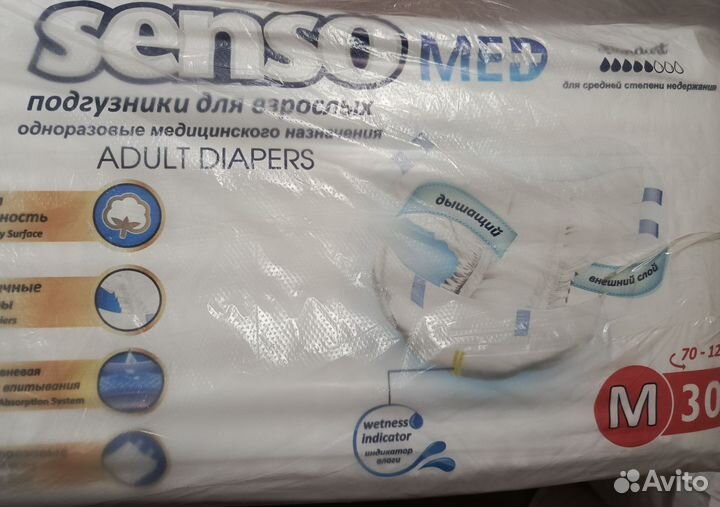 senso MED
подгузники для взрослых
одноразовые медицинского назначения
ADULT DIAPERS
для средней степени недержания
ность
y Surface
чные
ы
iers
вневая
впитывания
Absorption System
дышащий
внешний слой
wetness
indicator
индикатор
влаги
70 - 12
M 30
Avito